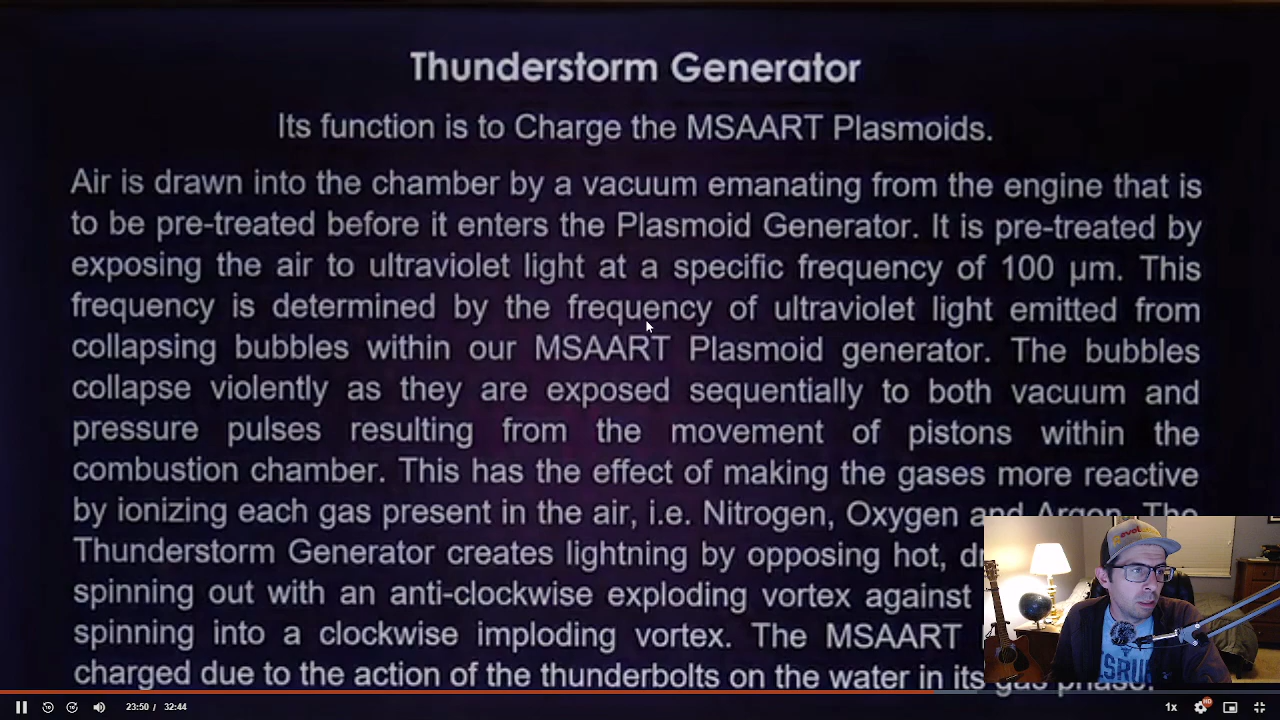 Thunderstorm Generator
Its function is to Charge the MSAART Plasmoids.
Air is drawn into the chamber by a vacuum emanating from the engine that is
to be pre-treated before it enters the Plasmoid Generator. It is pre-treated by
exposing the air to ultraviolet light at a specific frequency of 100 μm. This
frequency is determined by the frequency of ultraviolet light emitted from
collapsing bubbles within our MSAART Plasmoid generator. The bubbles
collapse violently as they are exposed sequentially to both vacuum and
pressure pulses resulting from the movement of pistons within the
combustion chamber. This has the effect of making the gases more reactive
by ionizing each gas present in the air, i.e. Nitrogen, Oxygen and Argon. The
Thunderstorm Generator creates lightning by opposing hot,
spinning out with an anti-clockwise exploding vortex against
spinning into a clockwise imploding vortex. The MSAART
charged due to the action of the thunderbolts on the water in its gas phase.
23:50 / 32:44
1x
HD